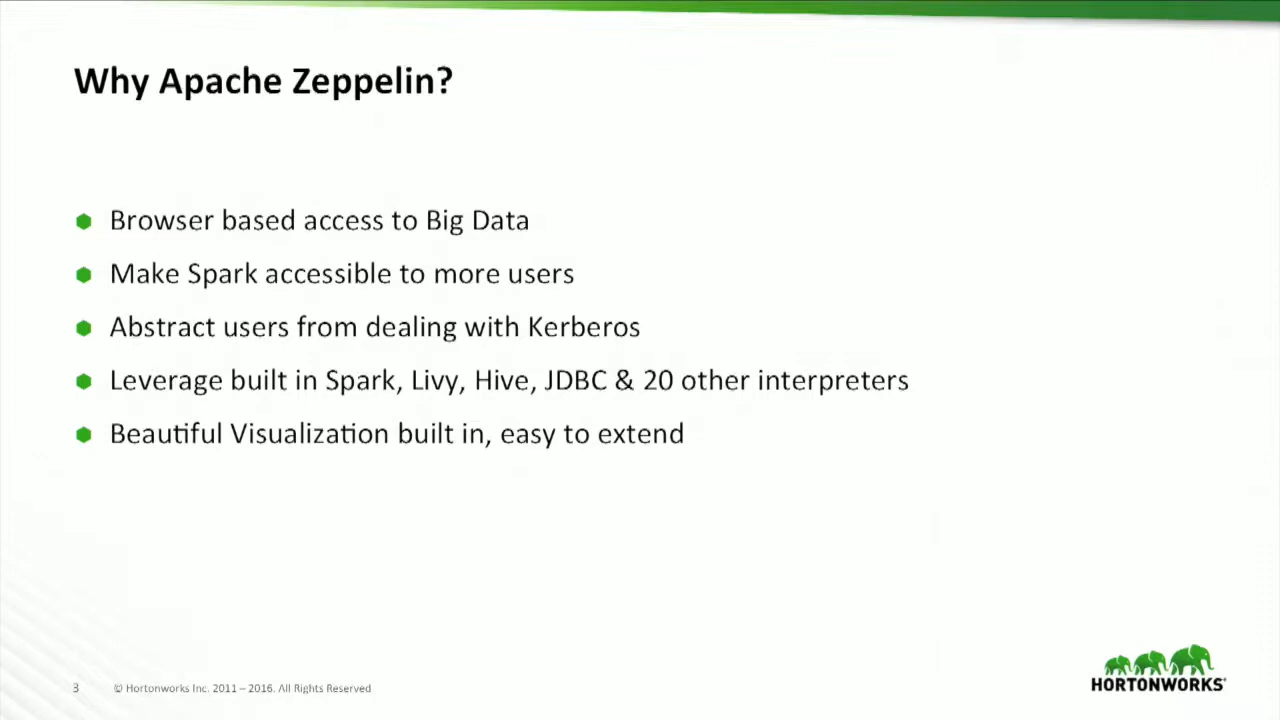 Why Apache Zeppelin?
Browser based access to Big Data
Make Spark accessible to more users
Abstract users from dealing with Kerberos
Leverage built in Spark, Livy, Hive, JDBC & 20 other interpreters
Beautiful Visualization built in, easy to extend
3 © Hortonworks Inc. 2011 – 2016. All Rights Reserved
HORTONWORKS®